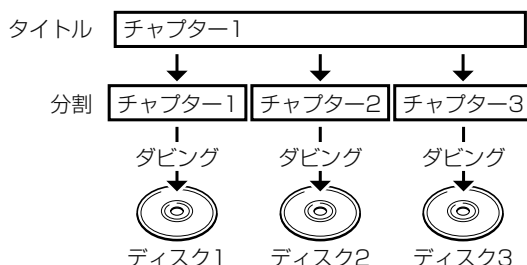 タイトル チャプター1
分割 チャプター1 チャプター2 チャプター3
ダビング ダビング ダビング
ディスク1 ディスク2 ディスク3